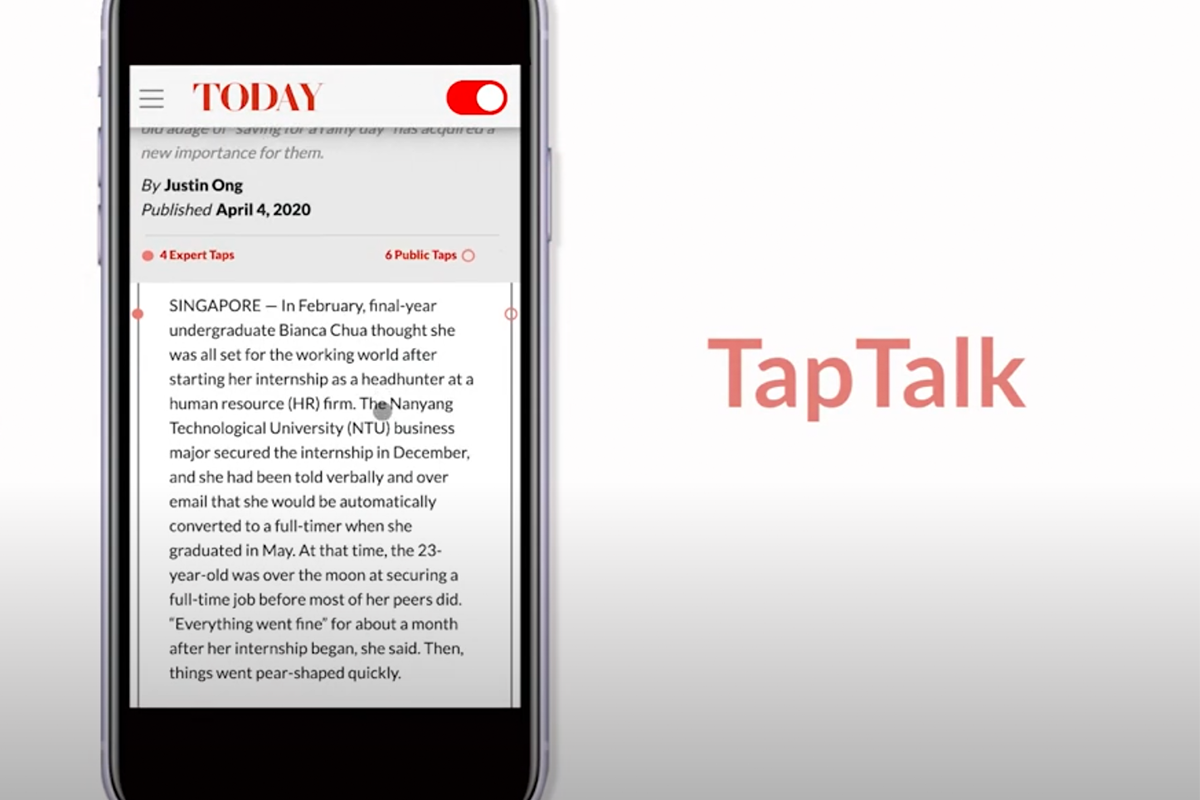 TODAY
old adage of "saving for a rainy day" has acquired a
new importance for them.
By Justin Ong
Published April 4, 2020
4 Expert Taps
6 Public Taps
SINGAPORE — In February, final-year
undergraduate Bianca Chua thought she
was all set for the working world after
starting her internship as a headhunter at a
human resource (HR) firm. The Nanyang
Technological University (NTU) business
major secured the internship in December,
and she had been told verbally and over
email that she would be automatically
converted to a full-timer when she
graduated in May. At that time, the 23-
year-old was over the moon at securing a
full-time job before most of her peers did.
“Everything went fine” for about a month
after her internship began, she said. Then,
things went pear-shaped quickly.
TapTalk